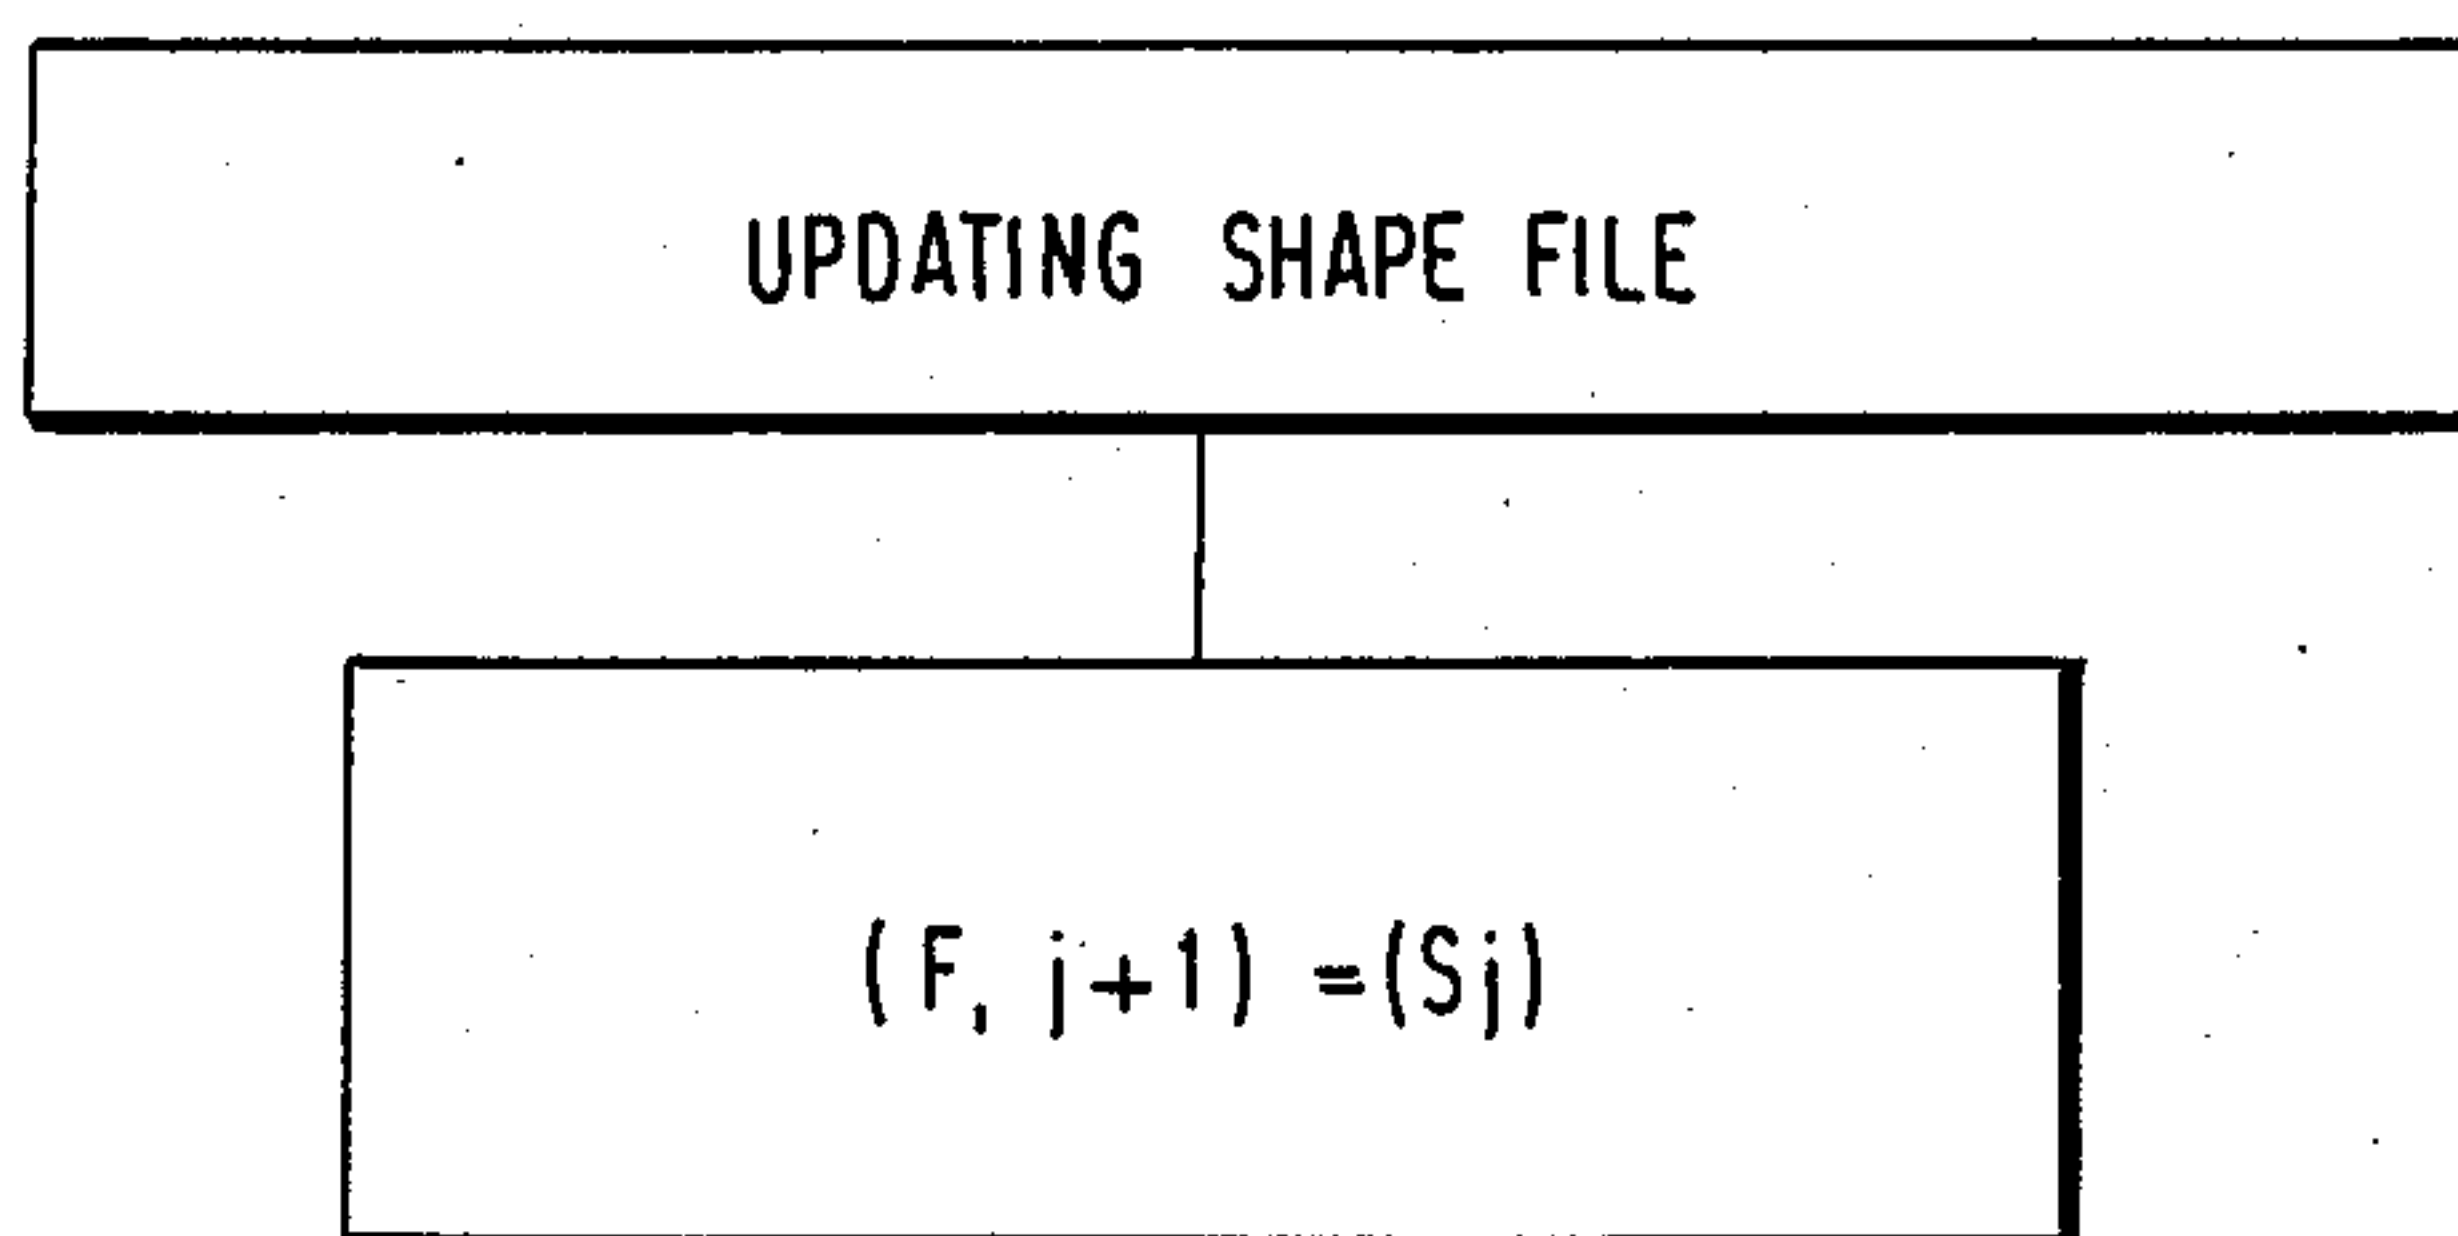 UPDATING SHAPE FILE
(F, j+1) =(Sj)